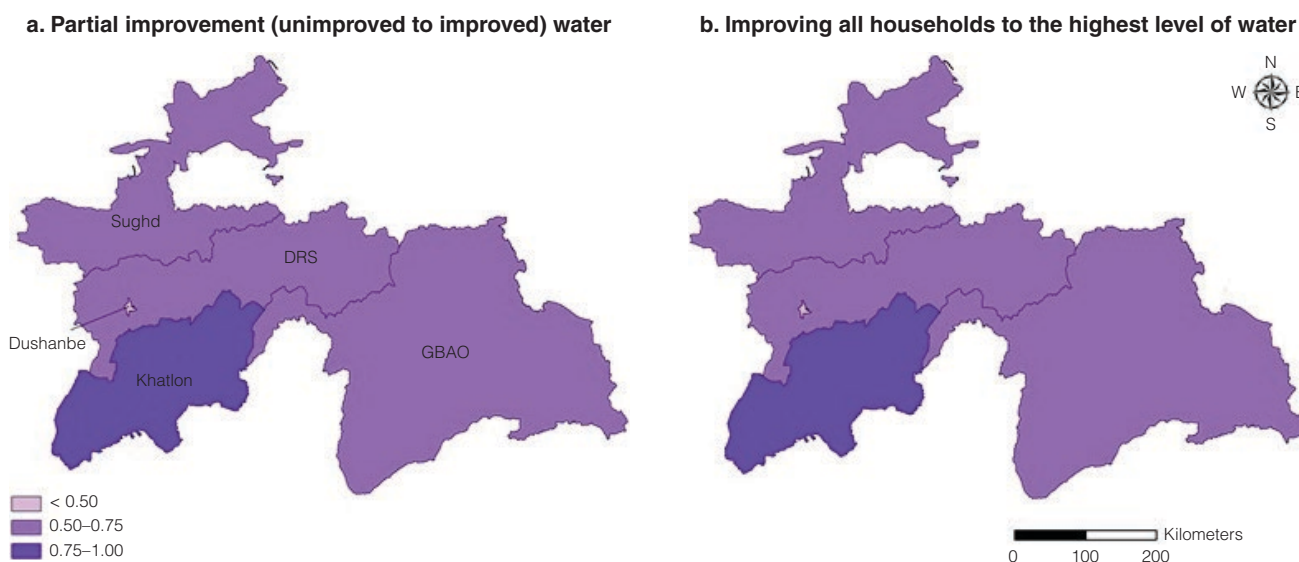 a. Partial improvement (unimproved to improved) water
b. Improving all households to the highest level of water
N
W E
S
Sughd
DRS
Dushanbe
GBAO
Khatlon
< 0.50
0.50–0.75
0.75–1.00
Kilometers
0 100 200